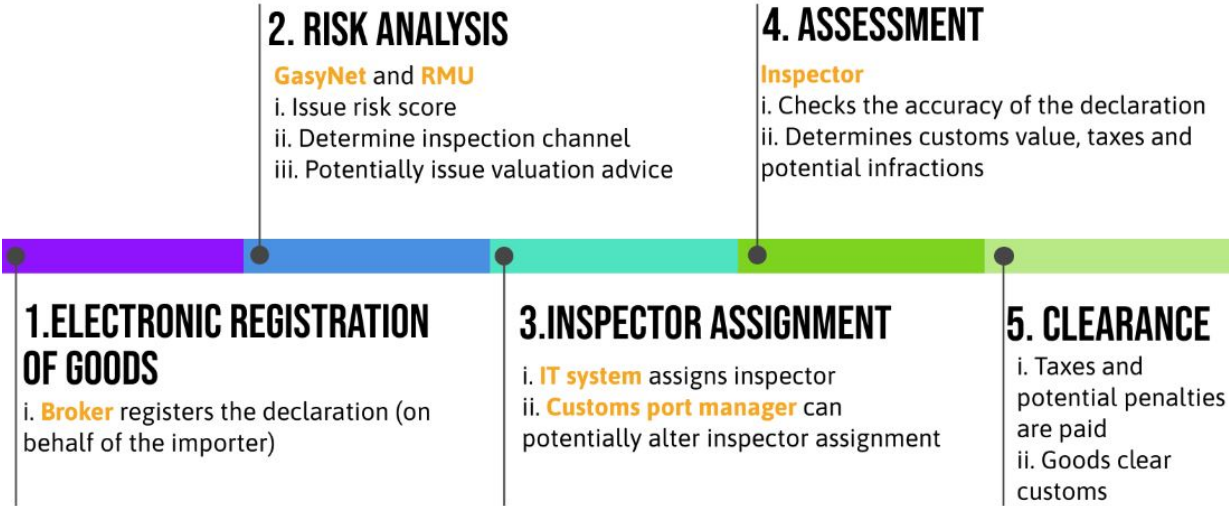 1.ELECTRONIC REGISTRATION
OF GOODS
i. Broker registers the declaration (on
behalf of the importer)
2. RISK ANALYSIS
GasyNet and RMU
i. Issue risk score
ii. Determine inspection channel
iii. Potentially issue valuation advice
3.INSPECTOR ASSIGNMENT
i. IT system assigns inspector
ii. Customs port manager can
potentially alter inspector assignment
4. ASSESSMENT
Inspector
i. Checks the accuracy of the declaration
ii. Determines customs value, taxes and
potential infractions
5. CLEARANCE
i. Taxes and
potential penalties
are paid
ii. Goods clear
customs